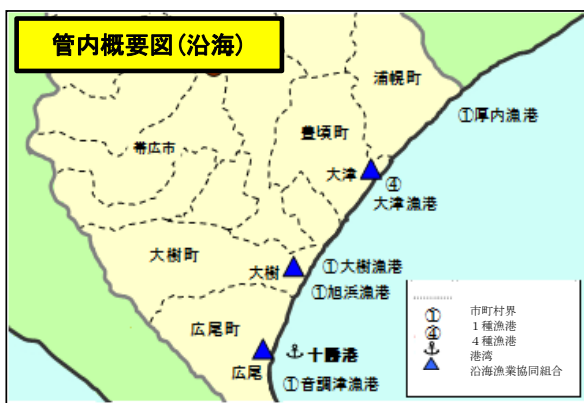 管内概要図(沿海)
浦幌町
①厚内漁港
豊頃町
帯広市
大津
④
大津漁港
大樹町
大樹
①大樹漁港
①旭浜漁港
広尾町
十勝港
広尾
①音調津漁港
市町村界
① 1種漁港
④ 4種漁港
港湾
沿海漁業協同組合